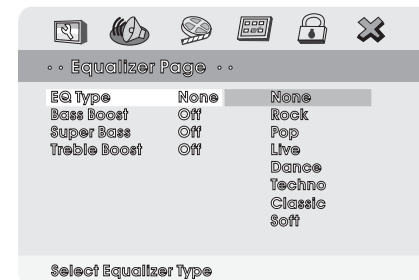 ·· Equalizer Page ··
EQ Type None None
Bass Boost Off Rock
Super Bass Off Pop
Treble Boost Off Live
Dance
Techno
Classic
Soft
Select Equalizer Type